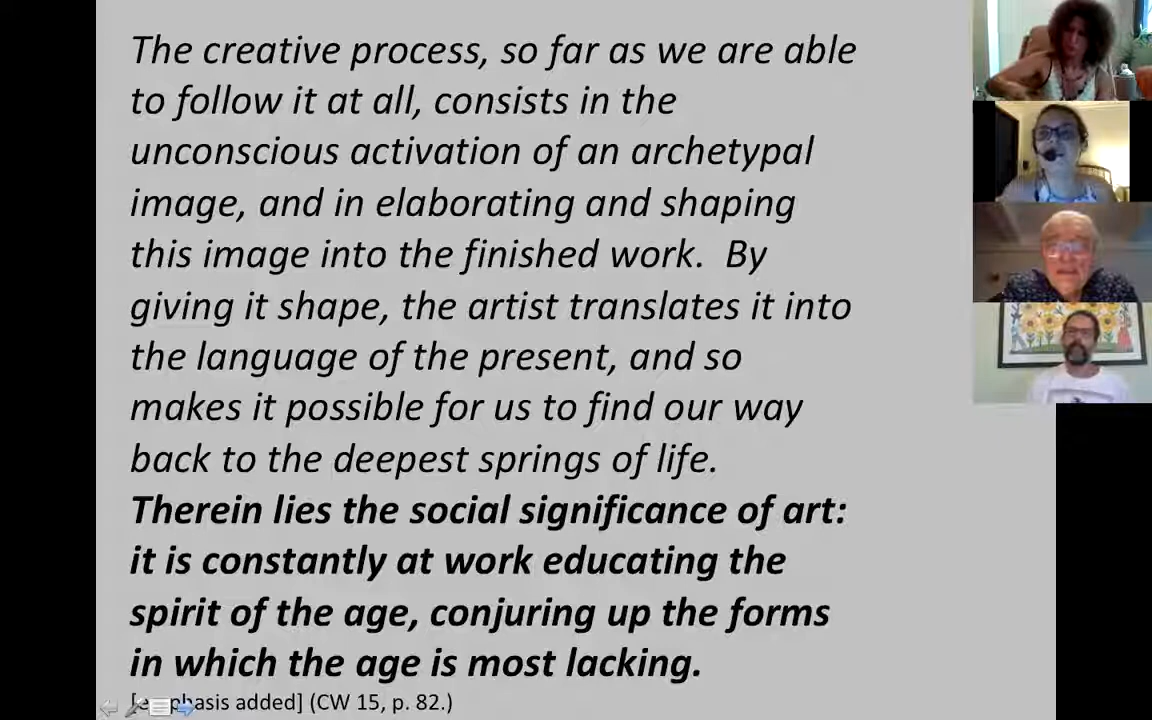 The creative process, so far as we are able
to follow it at all, consists in the
unconscious activation of an archetypal
image, and in elaborating and shaping
this image into the finished work.  By
giving it shape, the artist translates it into
the language of the present, and so
makes it possible for us to find our way
back to the deepest springs of life.
Therein lies the social significance of art:
it is constantly at work educating the
spirit of the age, conjuring up the forms
in which the age is most lacking.
[emphasis added] (CW 15, p. 82.)